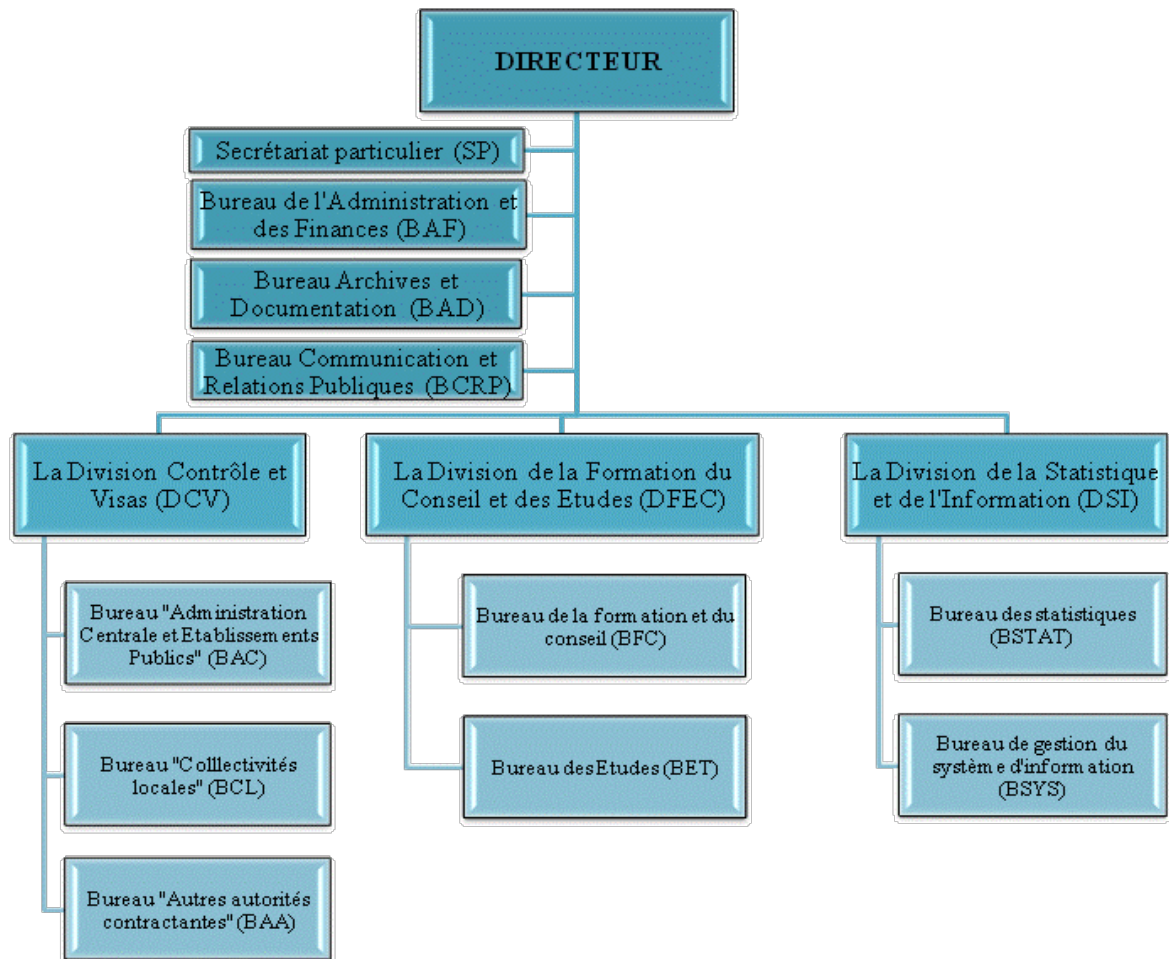 DIRECTEUR
Secrétariat particulier (SP)
Bureau de l'Administration et
des Finances (BAF)
Bureau Archives et
Documentation (BAD)
Bureau Communication et
Relations Publiques (BCRP)
La Division Contrôle et
Visas (DCV)
La Division de la Formation du
Conseil et des Etudes (DFEC)
La Division de la Statistique
et de l'Information (DSI)
Bureau "Administration
Centrale et Etablissements
Publics" (BAC)
Bureau "Colllectivités
locales" (BCL)
Bureau "Autres autorités
contractantes" (BAA)
Bureau de la formation et du
conseil (BFC)
Bureau des Etudes (BET)
Bureau des statistiques
(BSTAT)
Bureau de gestion du
système d'information
(BSYS)